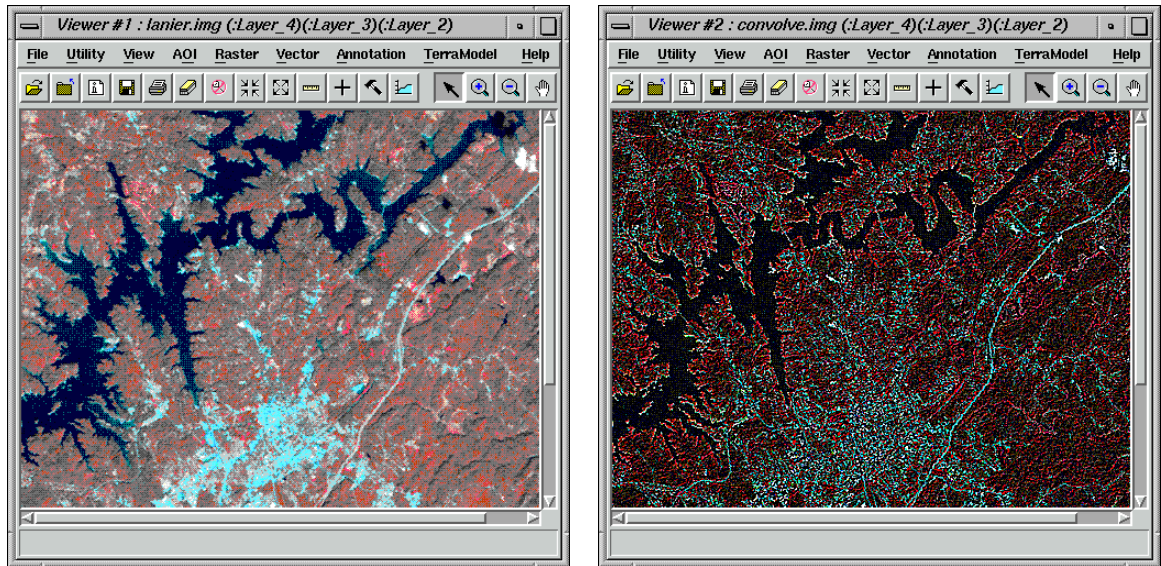 Viewer #1 : lanier.img (:Layer_4)(:Layer_3)(:Layer_2)
File Utility View AOI Raster Vector Annotation TerraModel Help
Viewer #2 : convolve.img (:Layer_4)(:Layer_3)(:Layer_2)
File Utility View AOI Raster Vector Annotation TerraModel Help